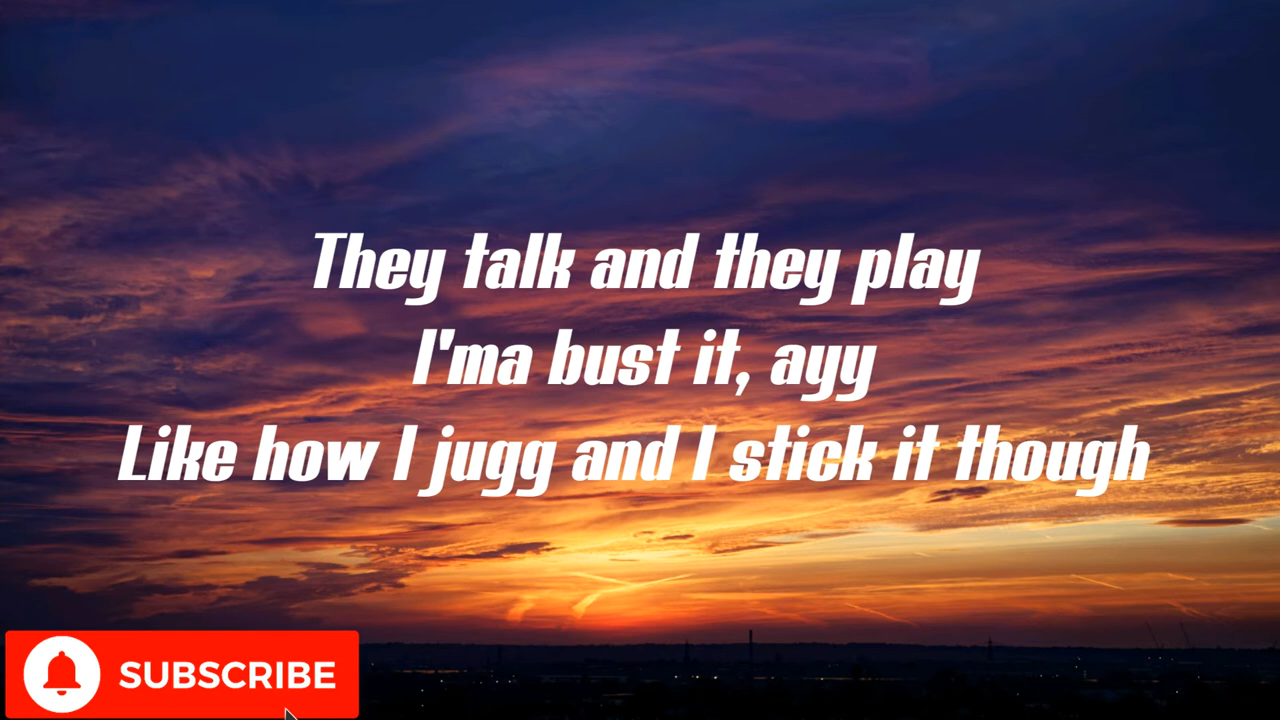 They talk and they play
I'ma bust it, ayy
Like how I jugg and I stick it though
SUBSCRIBE